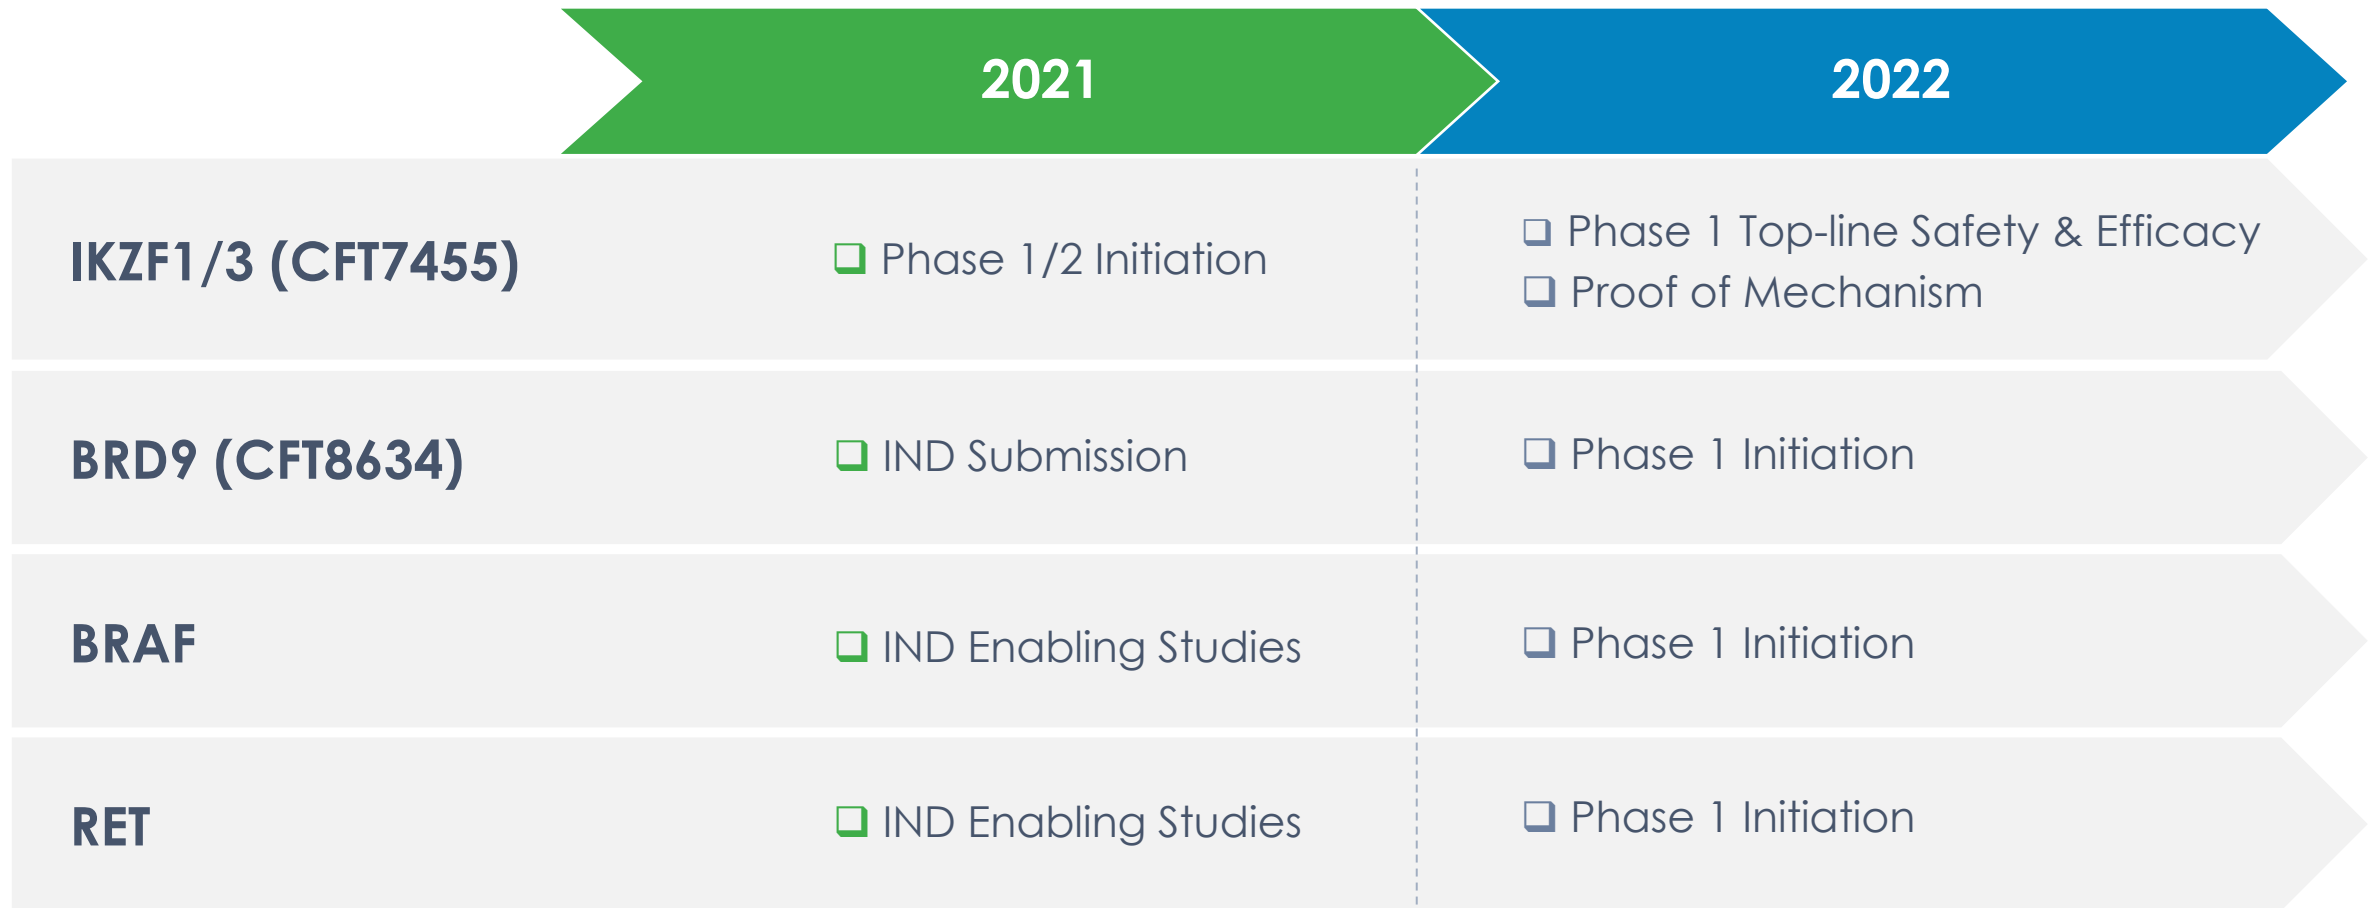 2021
2022
IKZF1/3 (CFT7455)
Phase 1/2 Initiation
Phase 1 Top-line Safety & Efficacy
Proof of Mechanism
BRD9 (CFT8634)
IND Submission
Phase 1 Initiation
BRAF
IND Enabling Studies
Phase 1 Initiation
RET
IND Enabling Studies
Phase 1 Initiation